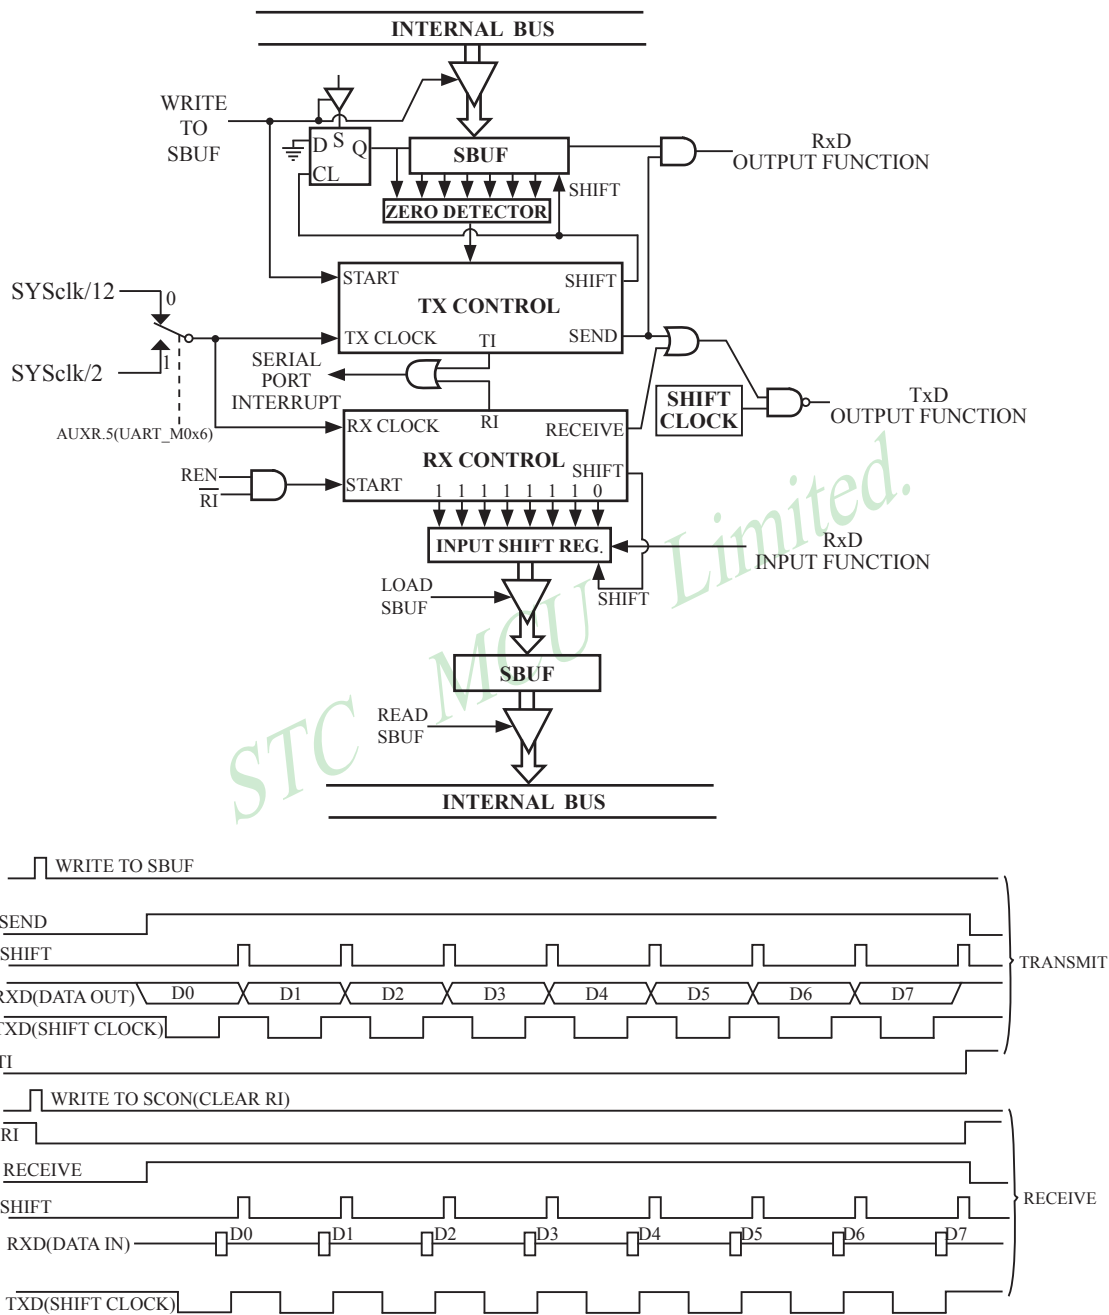 INTERNAL BUS
WRITE
TO
SBUF
D S Q
CL
SBUF
SHIFT
ZERO DETECTOR
RxD
OUTPUT FUNCTION
SYSclk/12
0
SYSclk/2
1
AUXR.5(UART_M0x6)
START
SHIFT
TX CONTROL
TX CLOCK
TI
SEND
SERIAL
PORT
INTERRUPT
SHIFT
CLOCK
TxD
OUTPUT FUNCTION
RX CLOCK
RI
RECEIVE
RX CONTROL
SHIFT
START
1 1 1 1 1 1 1 0
REN
RI
INPUT SHIFT REG.
RxD
INPUT FUNCTION
SHIFT
LOAD
SBUF
SBUF
READ
SBUF
INTERNAL BUS
STC MCU Limited.
WRITE TO SBUF
SEND
SHIFT
RXD(DATA OUT) D0 D1 D2 D3 D4 D5 D6 D7
TXD(SHIFT CLOCK)
TI
TRANSMIT
WRITE TO SCON(CLEAR RI)
RI
RECEIVE
SHIFT
RXD(DATA IN) D0 D1 D2 D3 D4 D5 D6 D7
TXD(SHIFT CLOCK)
RECEIVE